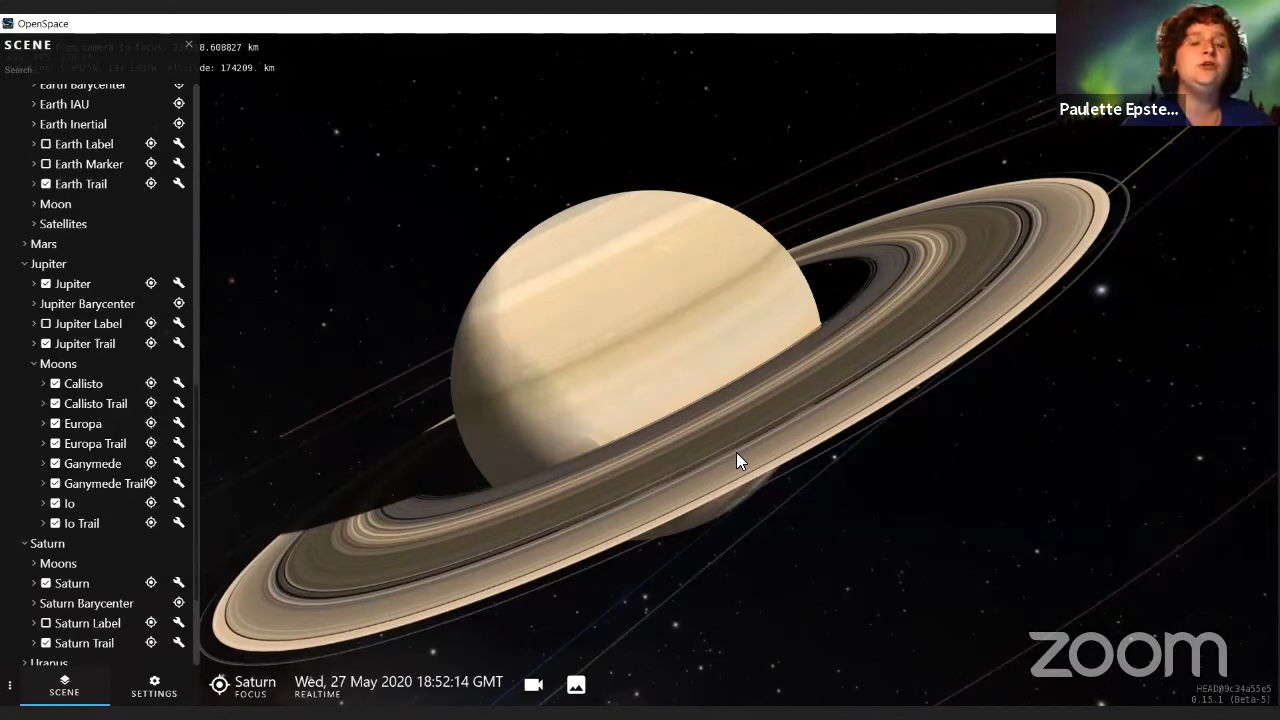 OpenSpace
SCENE
8.608827 km
de: 174209. km
Search
Earth Barycenter
Earth IAU
Earth Inertial
Earth Label
Earth Marker
Earth Trail
Moon
Satellites
Mars
Jupiter
Jupiter
Jupiter Barycenter
Jupiter Label
Jupiter Trail
Moons
Callisto
Callisto Trail
Europa
Europa Trail
Ganymede
Ganymede Trail
Io
Io Trail
Saturn
Moons
Saturn
Saturn Barycenter
Saturn Label
Saturn Trail
Uranus
SCENE
SETTINGS
Saturn
FOCUS
Wed, 27 May 2020 18:52:14 GMT
REALTIME
Paulette Epste...
zoom
HEAD@9c34a55e5
0.15.1 (Beta-5)